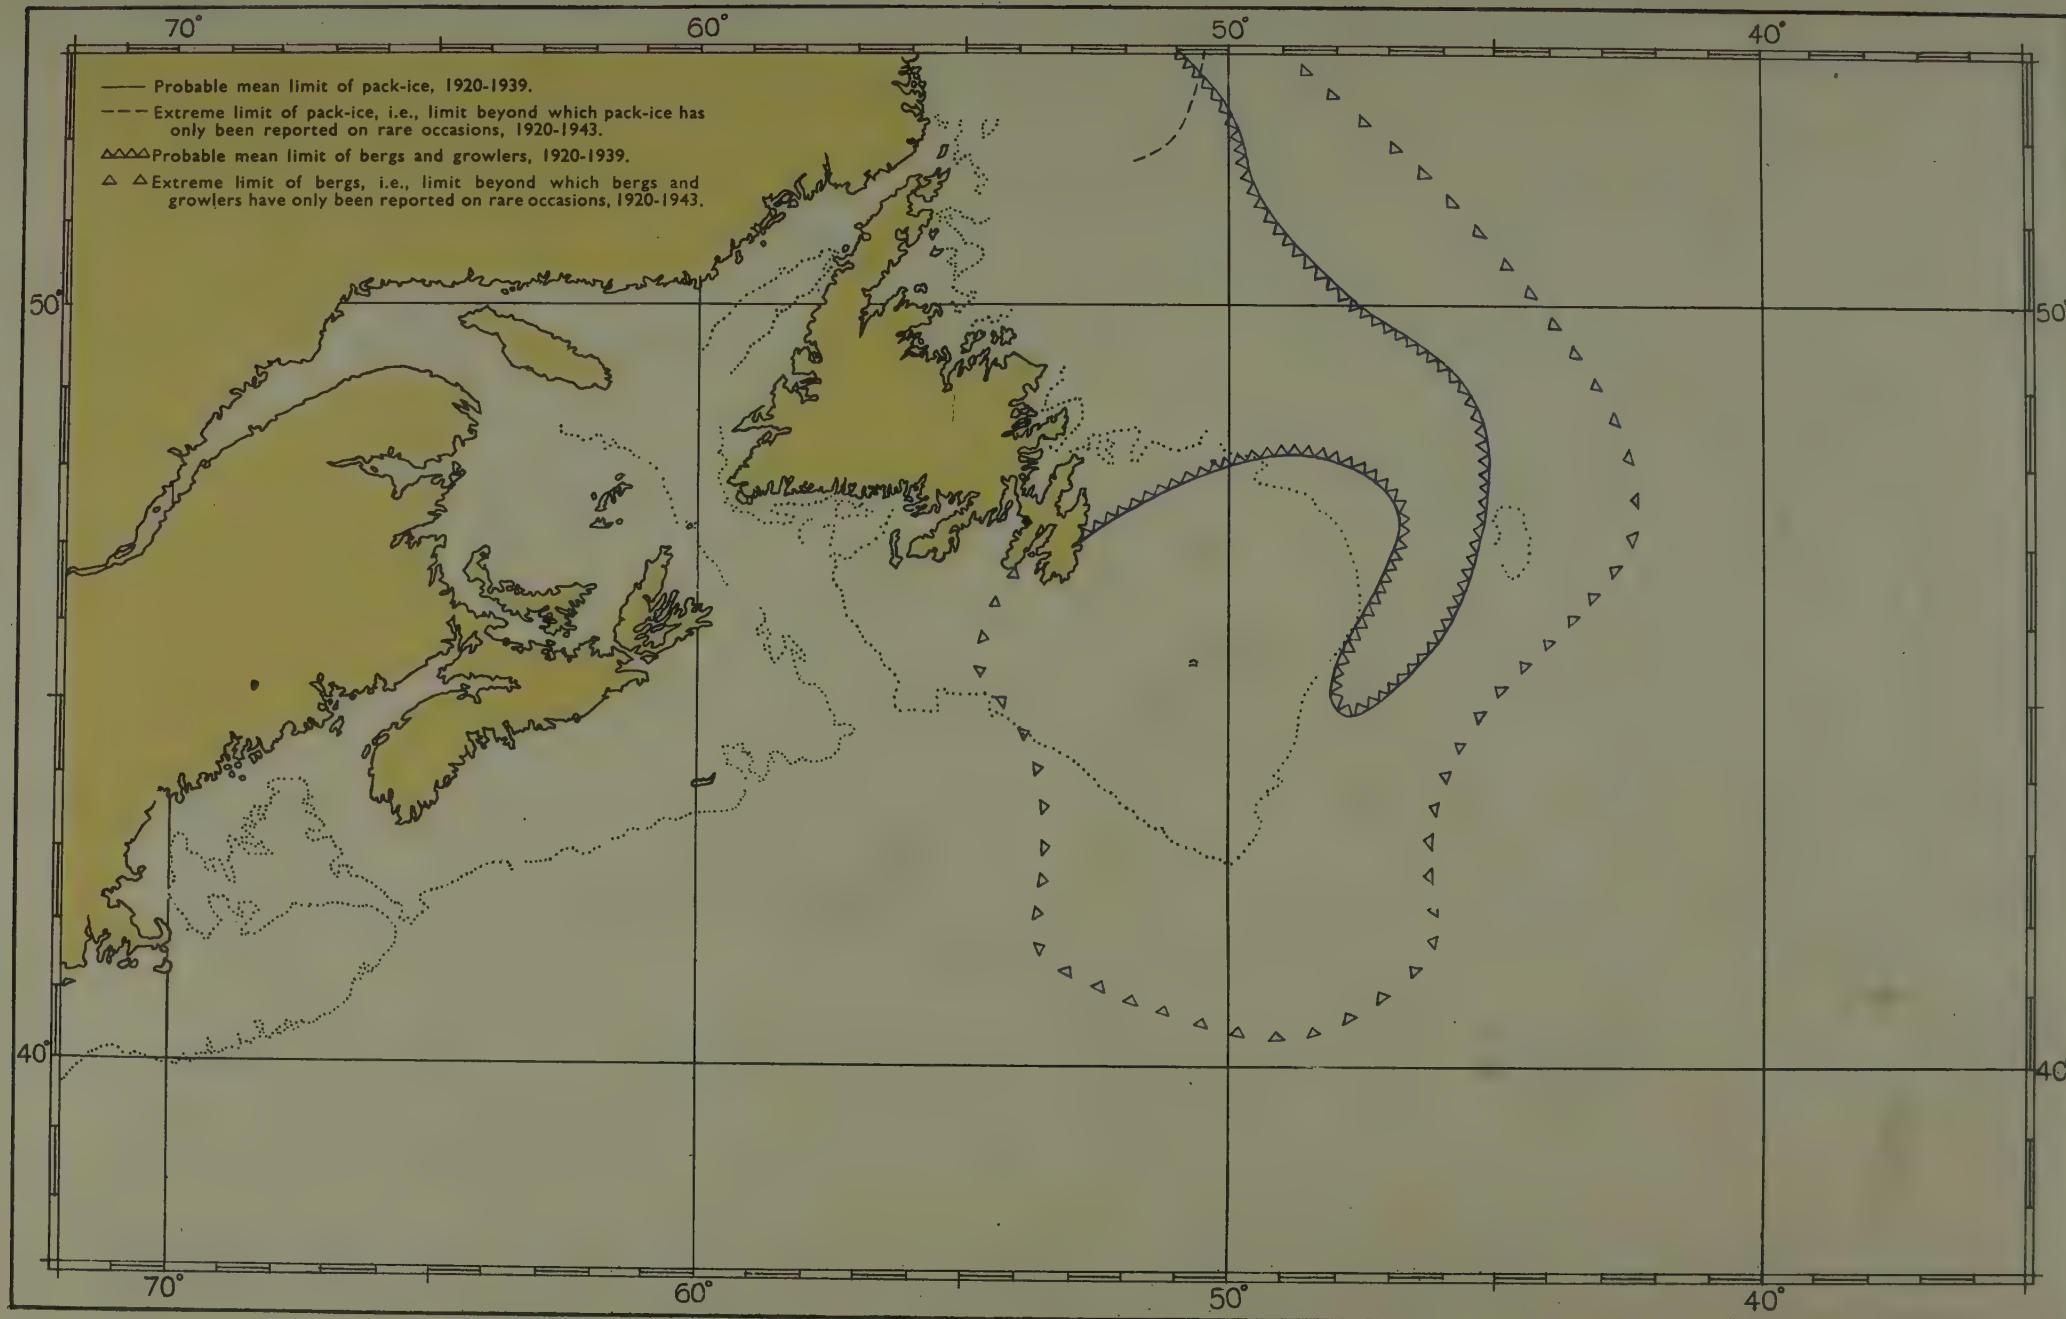 70° 60° 50° 40°
Probable mean limit of pack-ice, 1920-1939.
Extreme limit of pack-ice, i.e., limit beyond which pack-ice has
only been reported on rare occasions, 1920-1943.
Probable mean limit of bergs and growlers, 1920-1939.
Extreme limit of bergs, i.e., limit beyond which bergs and
growlers have only been reported on rare occasions, 1920-1943.
50° 50°
40° 40°
70° 60° 50° 40°